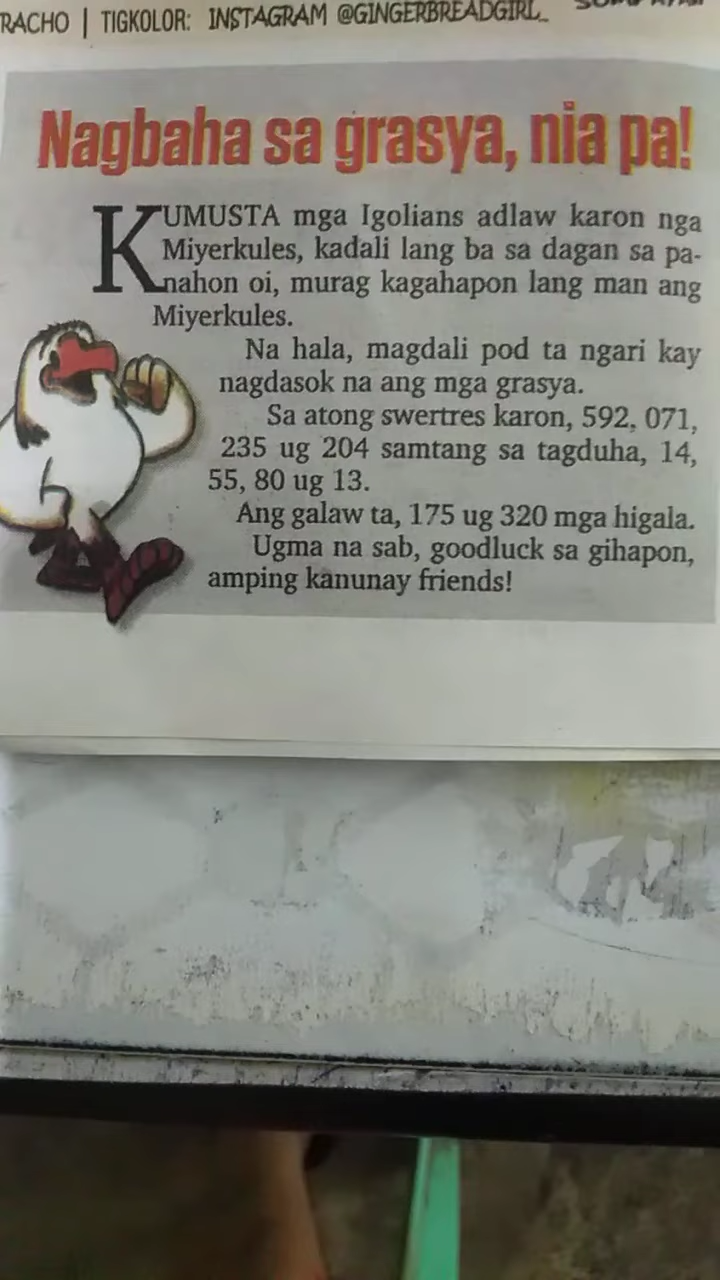 RACHO | TIGKOLOR: INSTAGRAM @GINGERBREADGIRL_
Nagbaha sa grasya, nia pa!
KUMUSTA mga Igolians adlaw karon nga
Miyerkules, kadali lang ba sa dagan sa pa-
nahon oi, murag kagahapon lang man ang
Miyerkules.
Na hala, magdali pod ta ngari kay
nagdasok na ang mga grasya.
Sa atong swertres karon, 592, 071,
235 ug 204 samtang sa tagduha, 14,
55, 80 ug 13.
Ang galaw ta, 175 ug 320 mga higala.
Ugma na sab, goodluck sa gihapon,
amping kanunay friends!